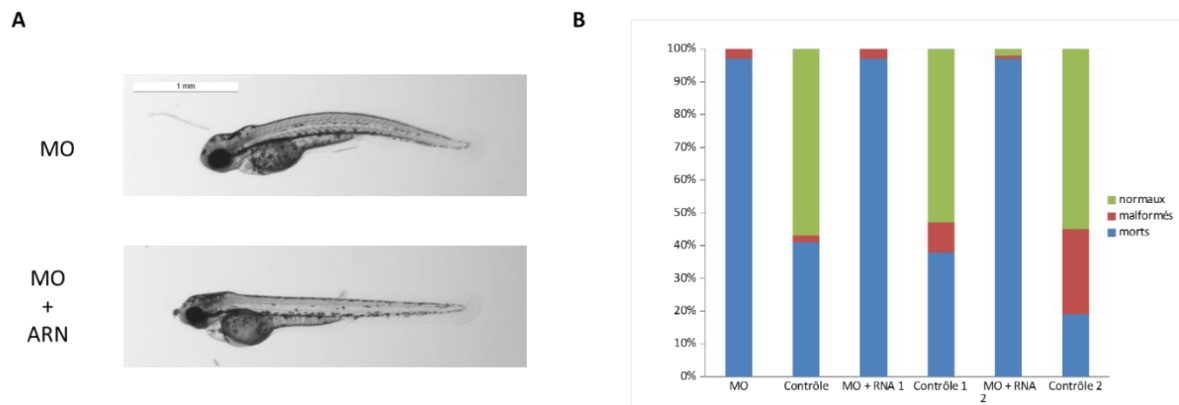 A
1 mm
MO
MO
+
ARN
B
100%
90%
80%
70%
60%
50%
40%
30%
20%
10%
0%
MO
Contrôle
MO + RNA 1
Contrôle 1
MO + RNA
2
Contrôle 2
normaux
malformés
morts